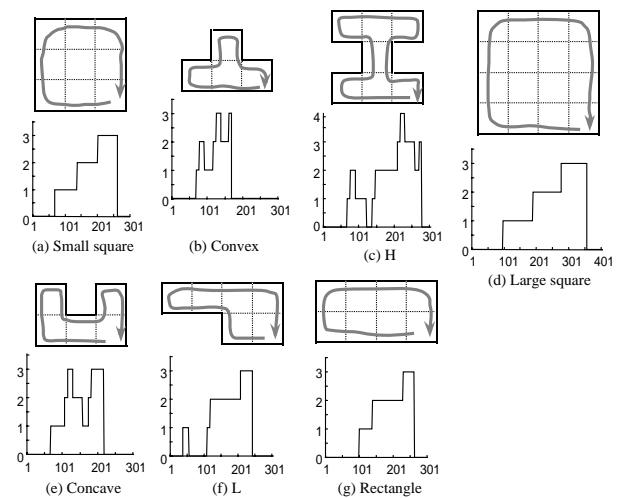 3
2
1
0
1 101 201 301
(a) Small square
3
2
1
0
1 101 201 301
(b) Convex
4
3
2
1
0
1 101 201 301
(c) H
3
2
1
0
1 101 201 301 401
(d) Large square
3
2
1
0
1 101 201 301
(e) Concave
3
2
1
0
1 101 201 301
(f) L
3
2
1
0
1 101 201 301
(g) Rectangle